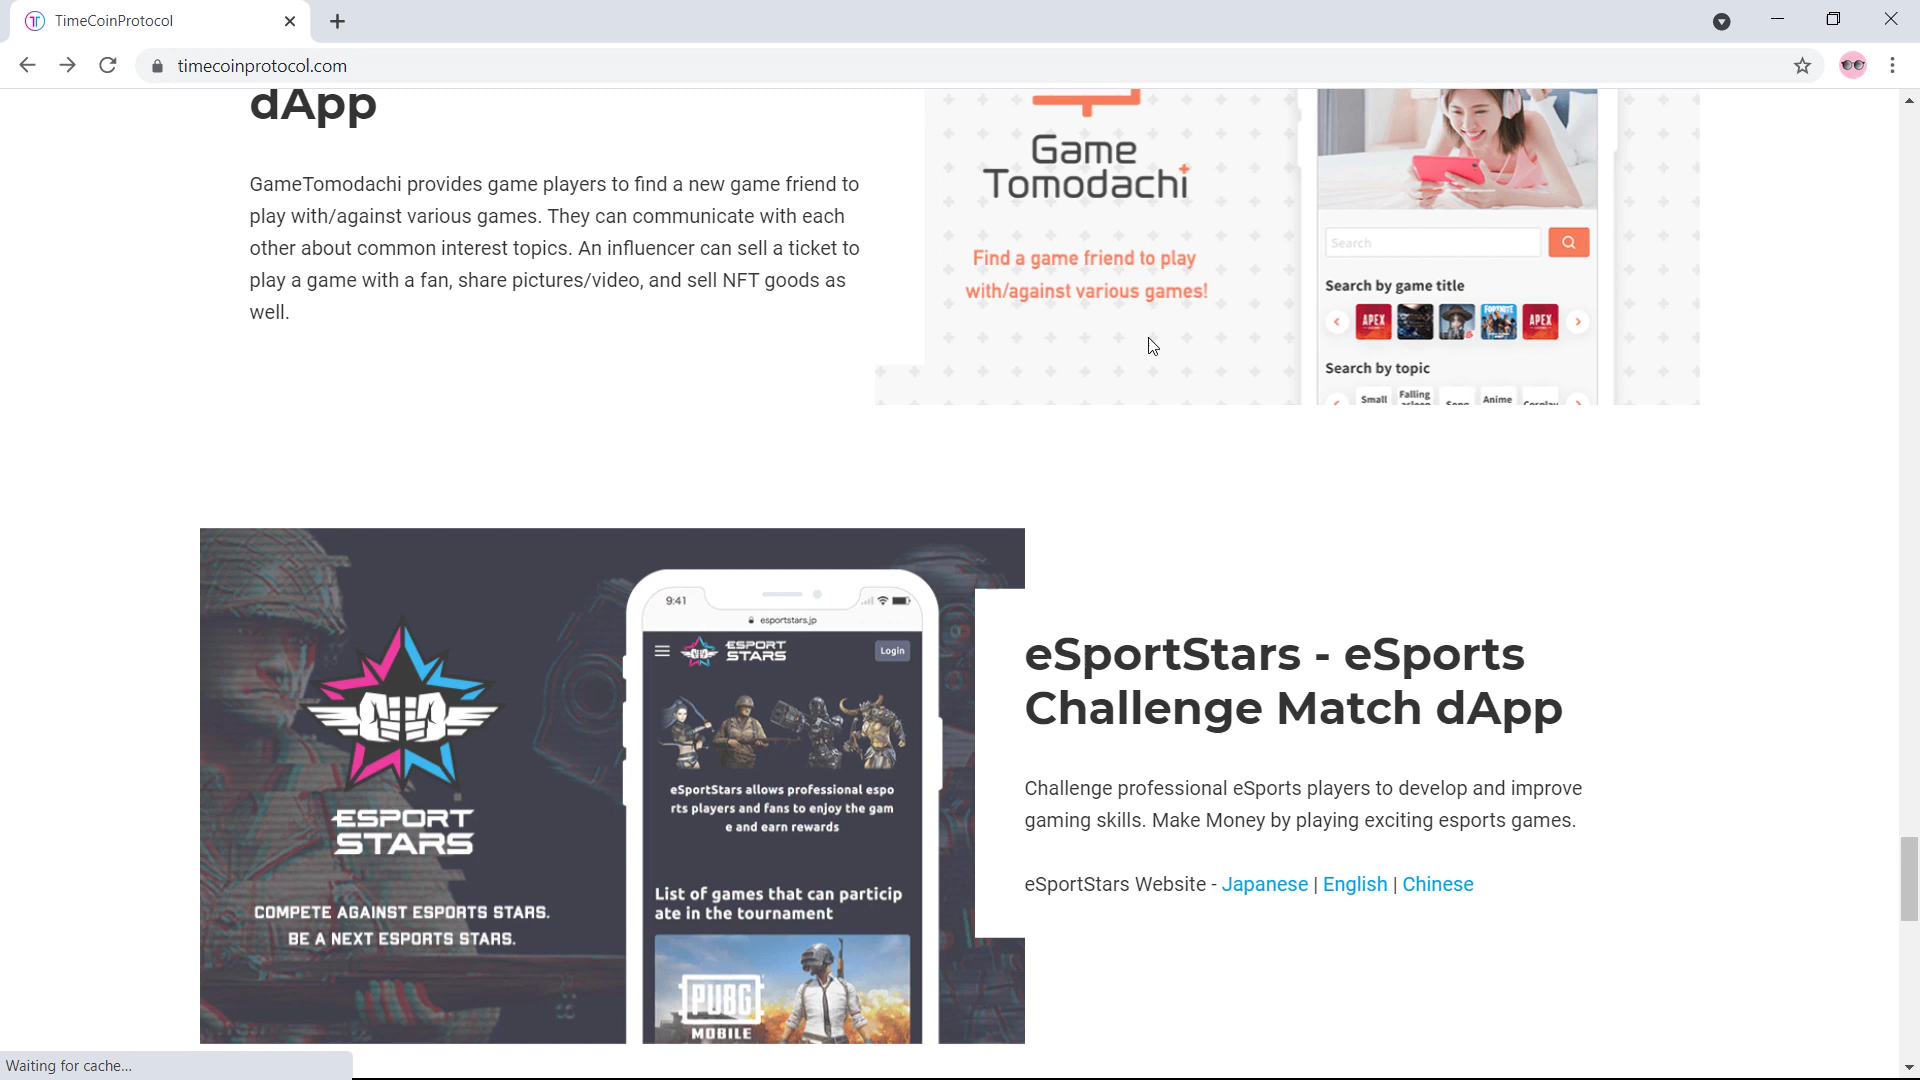 TimeCoinProtocol
timecoinprotocol.com
dApp
GameTomodachi provides game players to find a new game friend to
play with/against various games. They can communicate with each
other about common interest topics. An influencer can sell a ticket to
play a game with a fan, share pictures/video, and sell NFT goods as
well.
Game
Tomodachi
Find a game friend to play
with/against various games!
Search
Search by game title
APEX
FORTNITE
APEX
Search by topic
Small
Falling
asleep
Song
Anime
Cosplay
ESPORT
STARS
COMPETE AGAINST ESPORTS STARS.
BE A NEXT ESPORTS STARS.
9:41
esportstars.jp
ESPORT
STARS
Login
eSportStars allows professional espo
rts players and fans to enjoy the gam
e and earn rewards
List of games that can particip
ate in the tournament
PUBG
MOBILE
eSportStars - eSports
Challenge Match dApp
Challenge professional eSports players to develop and improve
gaming skills. Make Money by playing exciting esports games.
eSportStars Website - Japanese | English | Chinese
Waiting for cache...